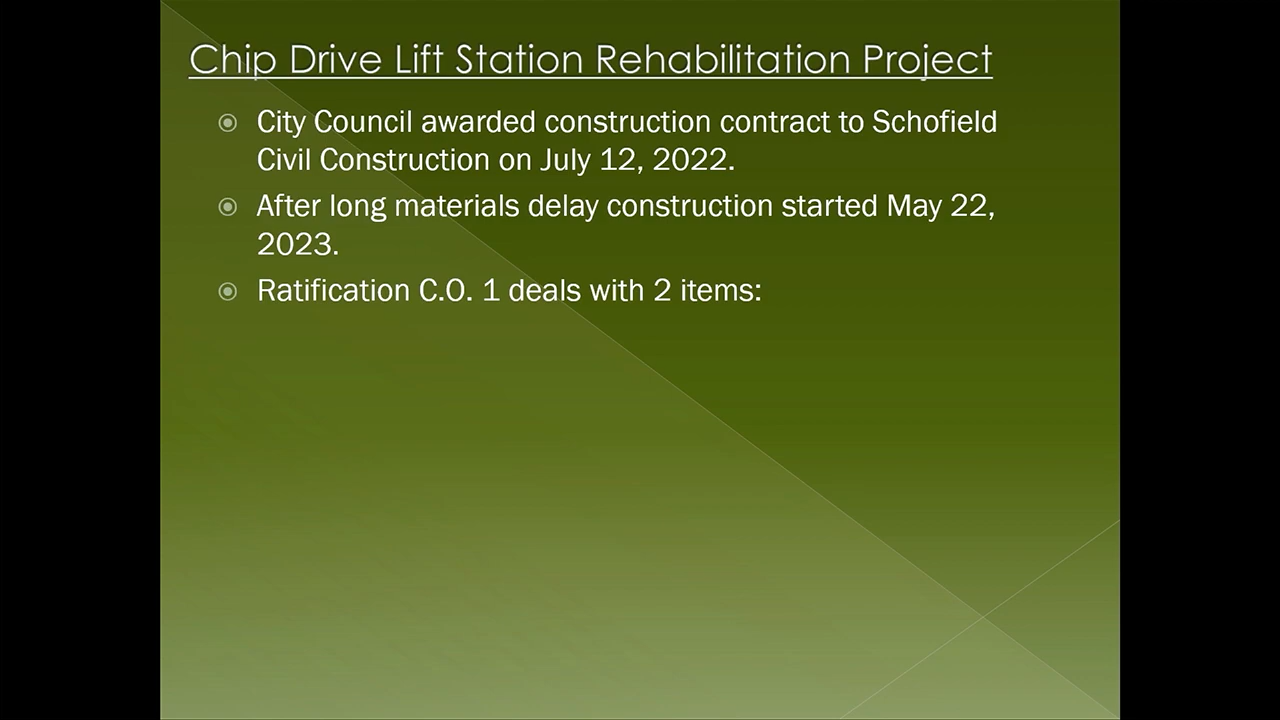 Chip Drive Lift Station Rehabilitation Project
City Council awarded construction contract to Schofield
Civil Construction on July 12, 2022.
After long materials delay construction started May 22,
2023.
Ratification C.O. 1 deals with 2 items: